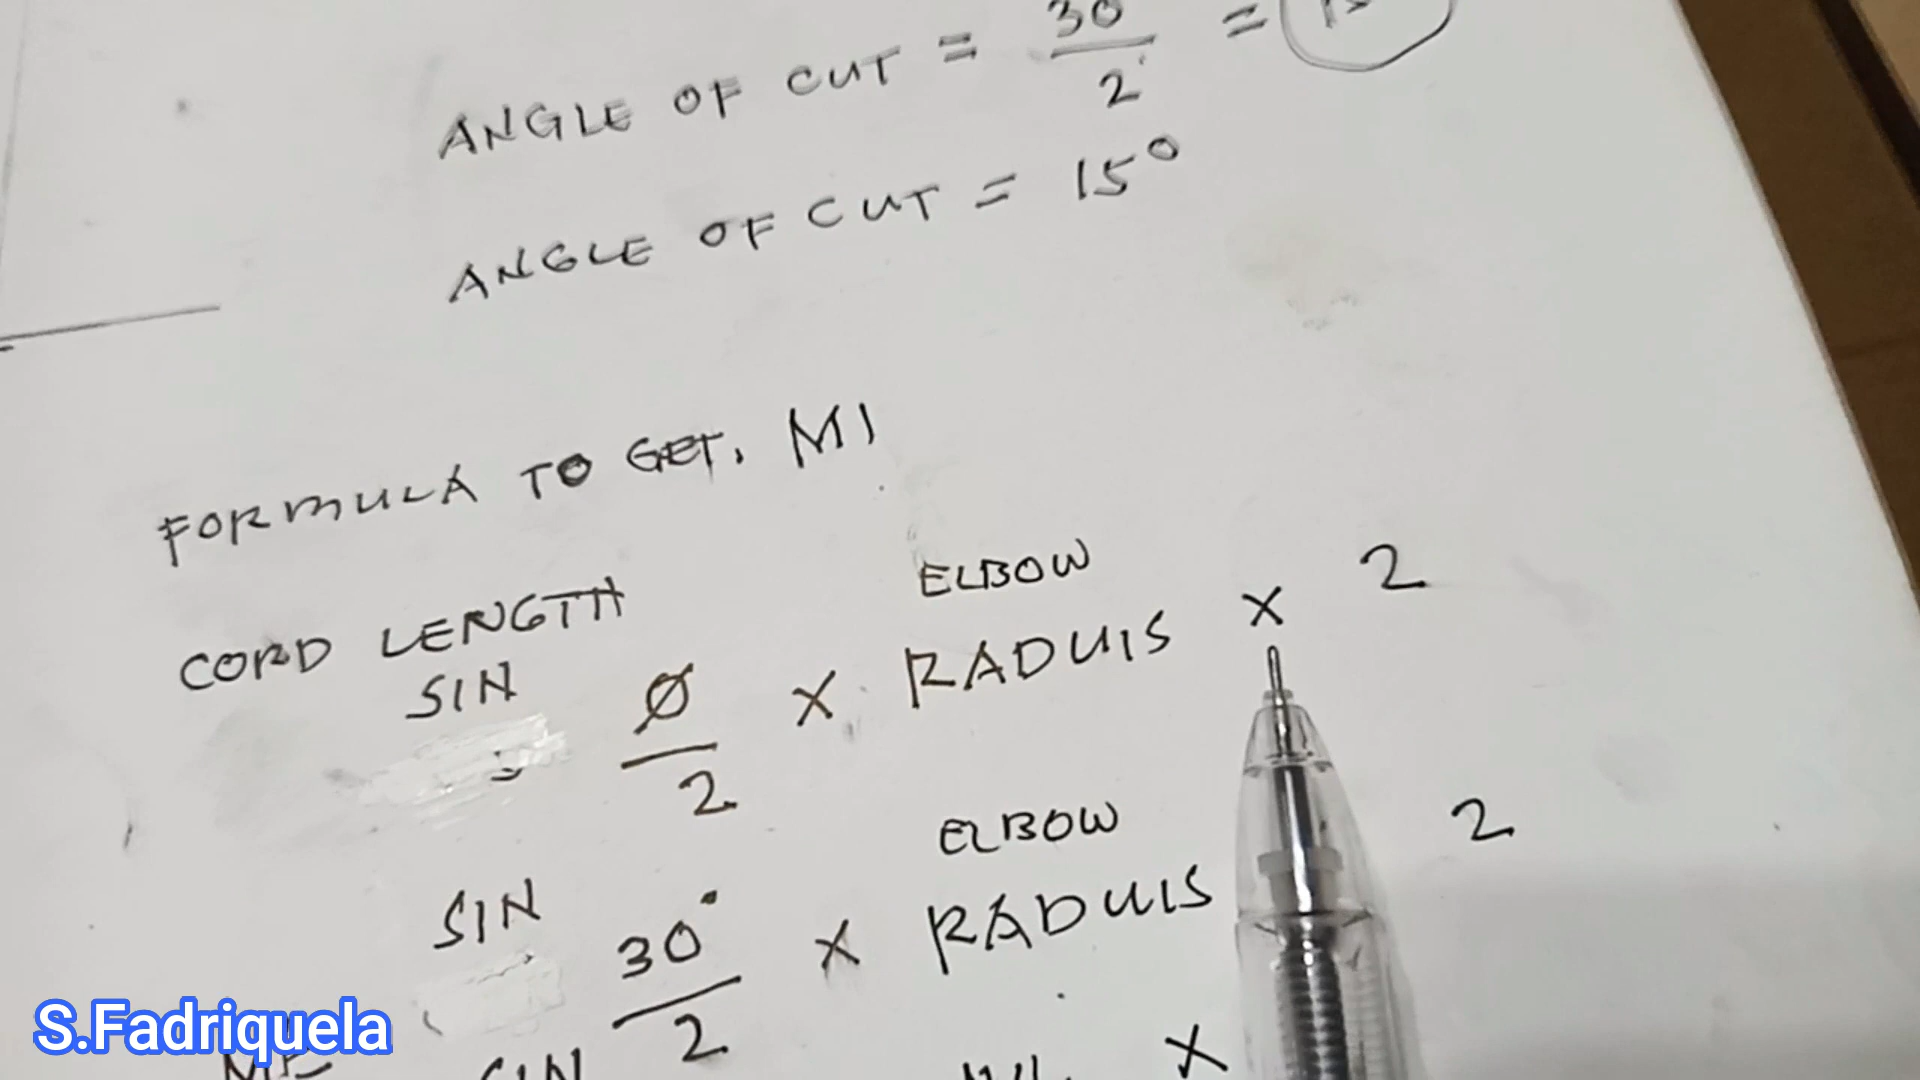 ANGLE OF CUT = 30/2 =
ANGLE OF CUT = 15°
FORMULA TO GET, M1
CORD LENGTH
SIN Ø/2 X ELBOW RADUIS X 2
SIN 30°/2 X ELBOW RADUIS 2
SIN X
S.Fadriquela